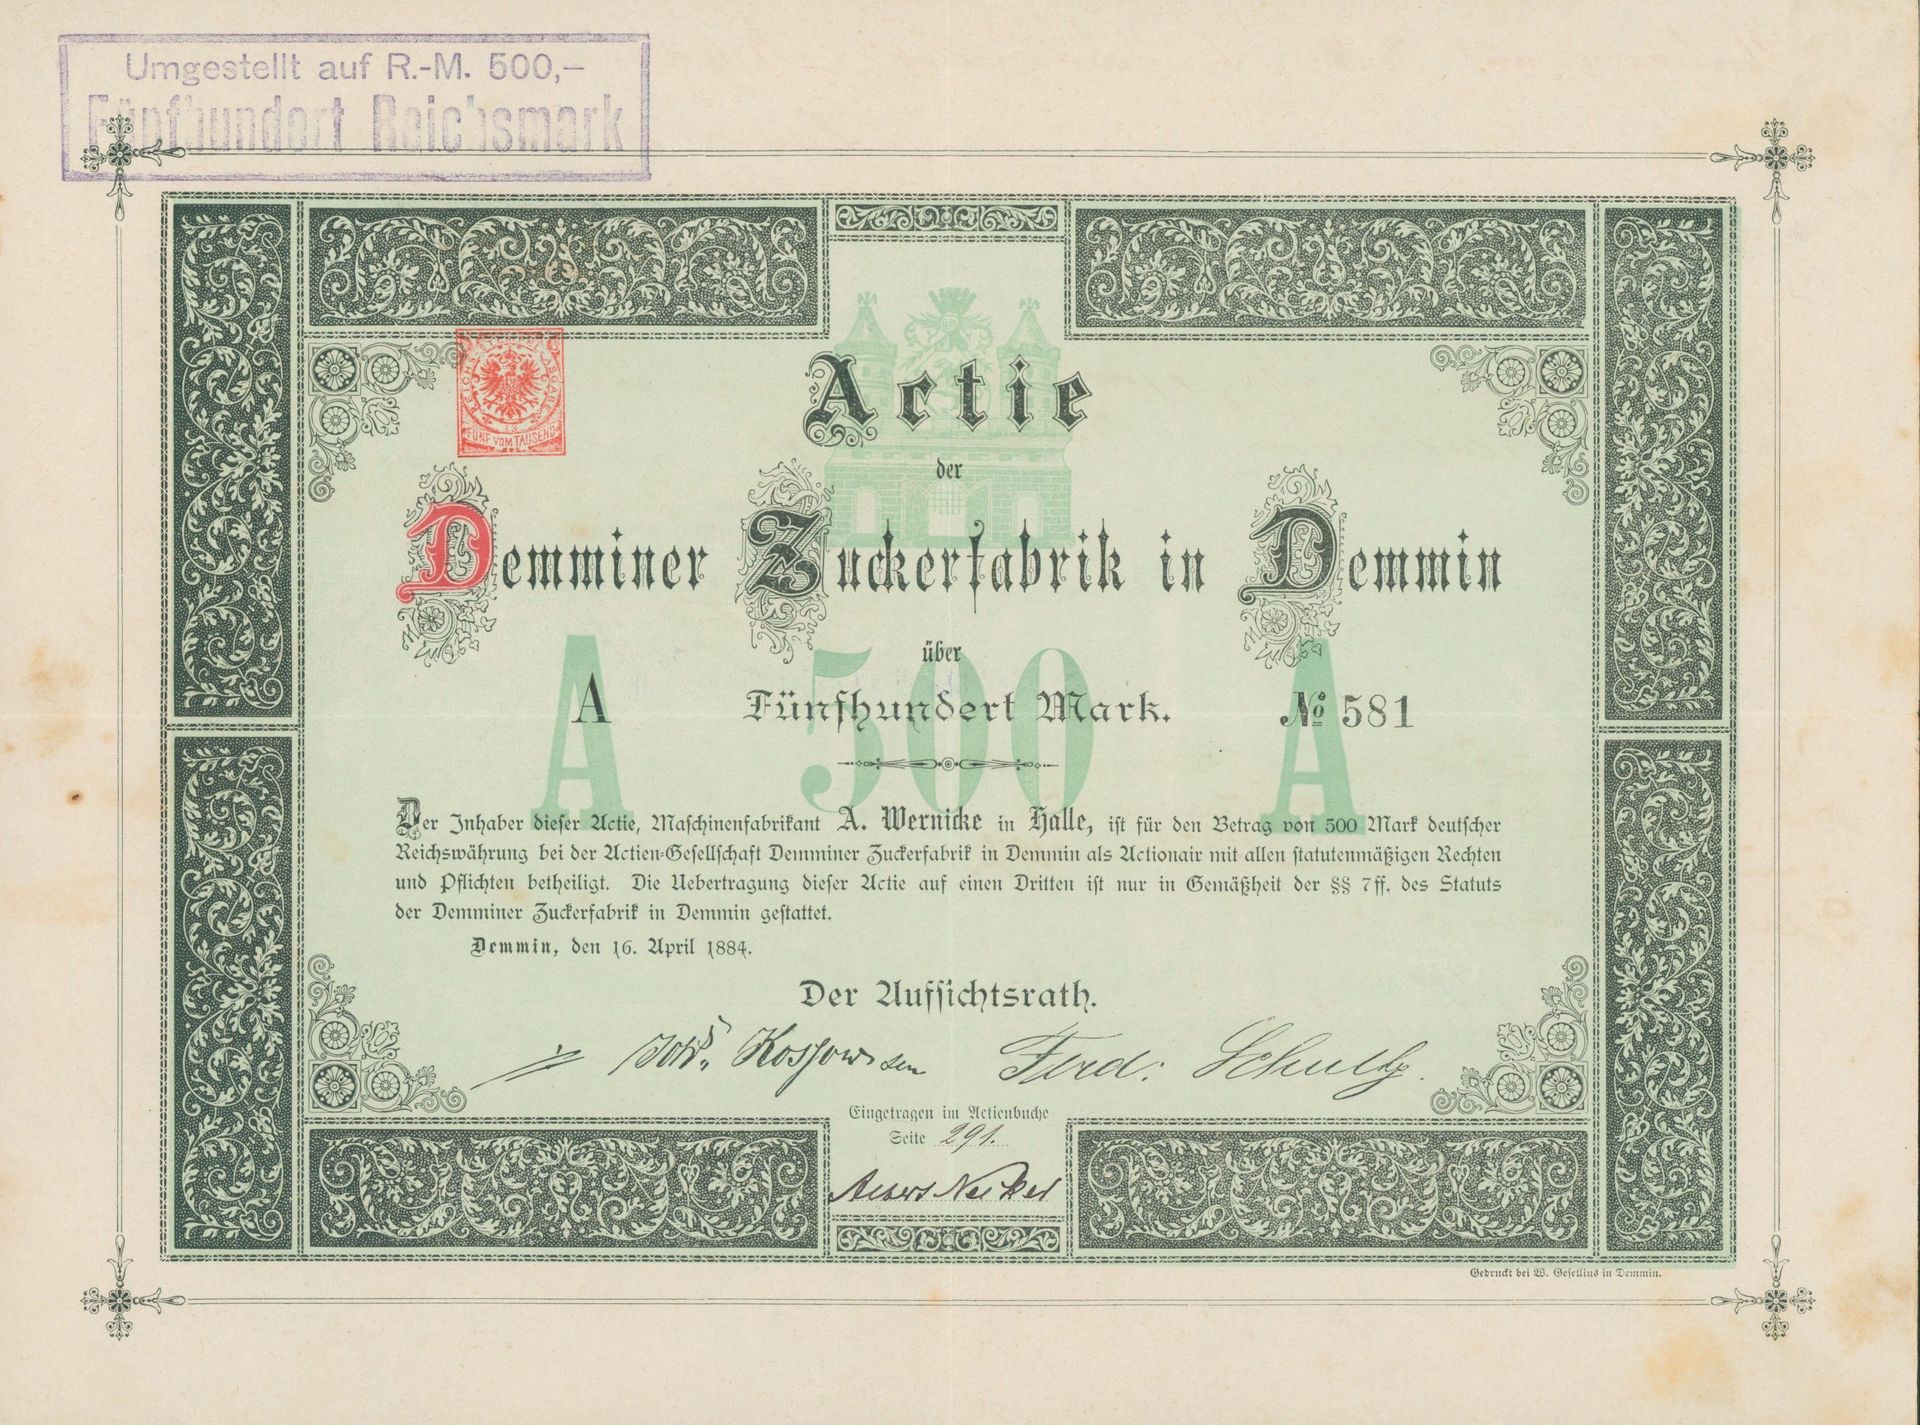 Umgestellt auf R.-M. 500,–
Fünfhundert Reichsmark
REICHS STEMPEL ABGABE
FÜNF VOM TAUSEND
Actie
der
Demminer Zuckerfabrik in Demmin
über
A 500 A
A Fünfhundert Mark. No 581
Der Inhaber dieser Actie, Maschinenfabrikant A. Wernicke in Halle, ist für den Betrag von 500 Mark deutscher
Reichswährung bei der Actien-Gesellschaft Demminer Zuckerfabrik in Demmin als Actionair mit allen statutenmäßigen Rechten
und Pflichten betheiligt. Die Uebertragung dieser Actie auf einen Dritten ist nur in Gemäßheit der §§ 7ff. des Statuts
der Demminer Zuckerfabrik in Demmin gestattet.
Demmin, den 16. April 1884.
Der Aufsichtsrath.
Ferd. Schultz.
Eingetragen im Actienbuche
Seite 291.
Gedruckt bei W. Gesellius in Demmin.